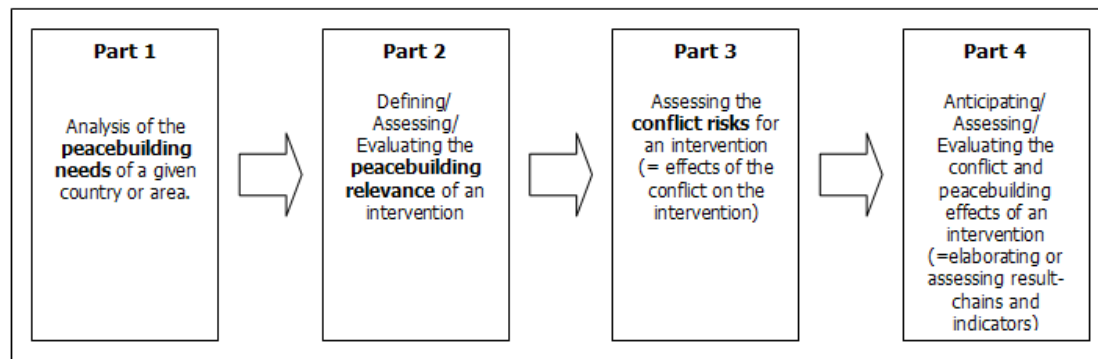 Part 1
Analysis of the
peacebuilding
needs of a given
country or area.
Part 2
Defining/
Assessing/
Evaluating the
peacebuilding
relevance of an
intervention
Part 3
Assessing the
conflict risks for
an intervention
(= effects of the
conflict on the
intervention)
Part 4
Anticipating/
Assessing/
Evaluating the
conflict and
peacebuilding
effects of an
intervention
(=elaborating or
assessing result-
chains and
indicators)